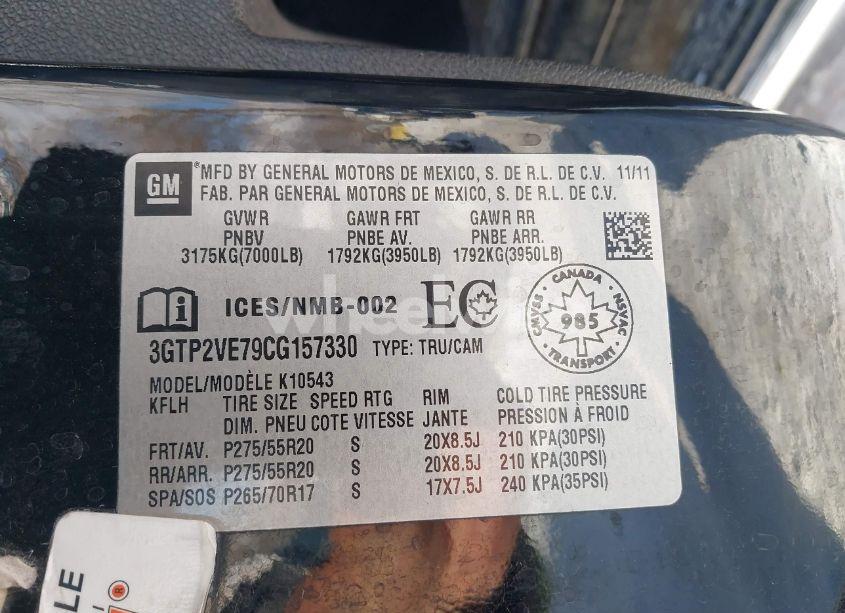 GM
®MFD BY GENERAL MOTORS DE MEXICO, S. DE R.L. DE C.V. 11/11
FAB. PAR GENERAL MOTORS DE MEXICO, S. DE R.L. DE C.V.
GVWR GAWR FRT GAWR RR
PNBV PNBE AV. PNBE ARR.
3175KG(7000LB) 1792KG(3950LB) 1792KG(3950LB)
i ICES/NMB-002 EC
CANADA
CMVSS 985 NSVAC
TRANSPORT
3GTP2VE79CG157330 TYPE: TRU/CAM
MODEL/MODÈLE K10543
KFLH TIRE SIZE SPEED RTG RIM COLD TIRE PRESSURE
DIM. PNEU COTE VITESSE JANTE PRESSION À FROID
FRT/AV. P275/55R20 S 20X8.5J 210 KPA(30PSI)
RR/ARR. P275/55R20 S 20X8.5J 210 KPA(30PSI)
SPA/SOS P265/70R17 S 17X7.5J 240 KPA(35PSI)